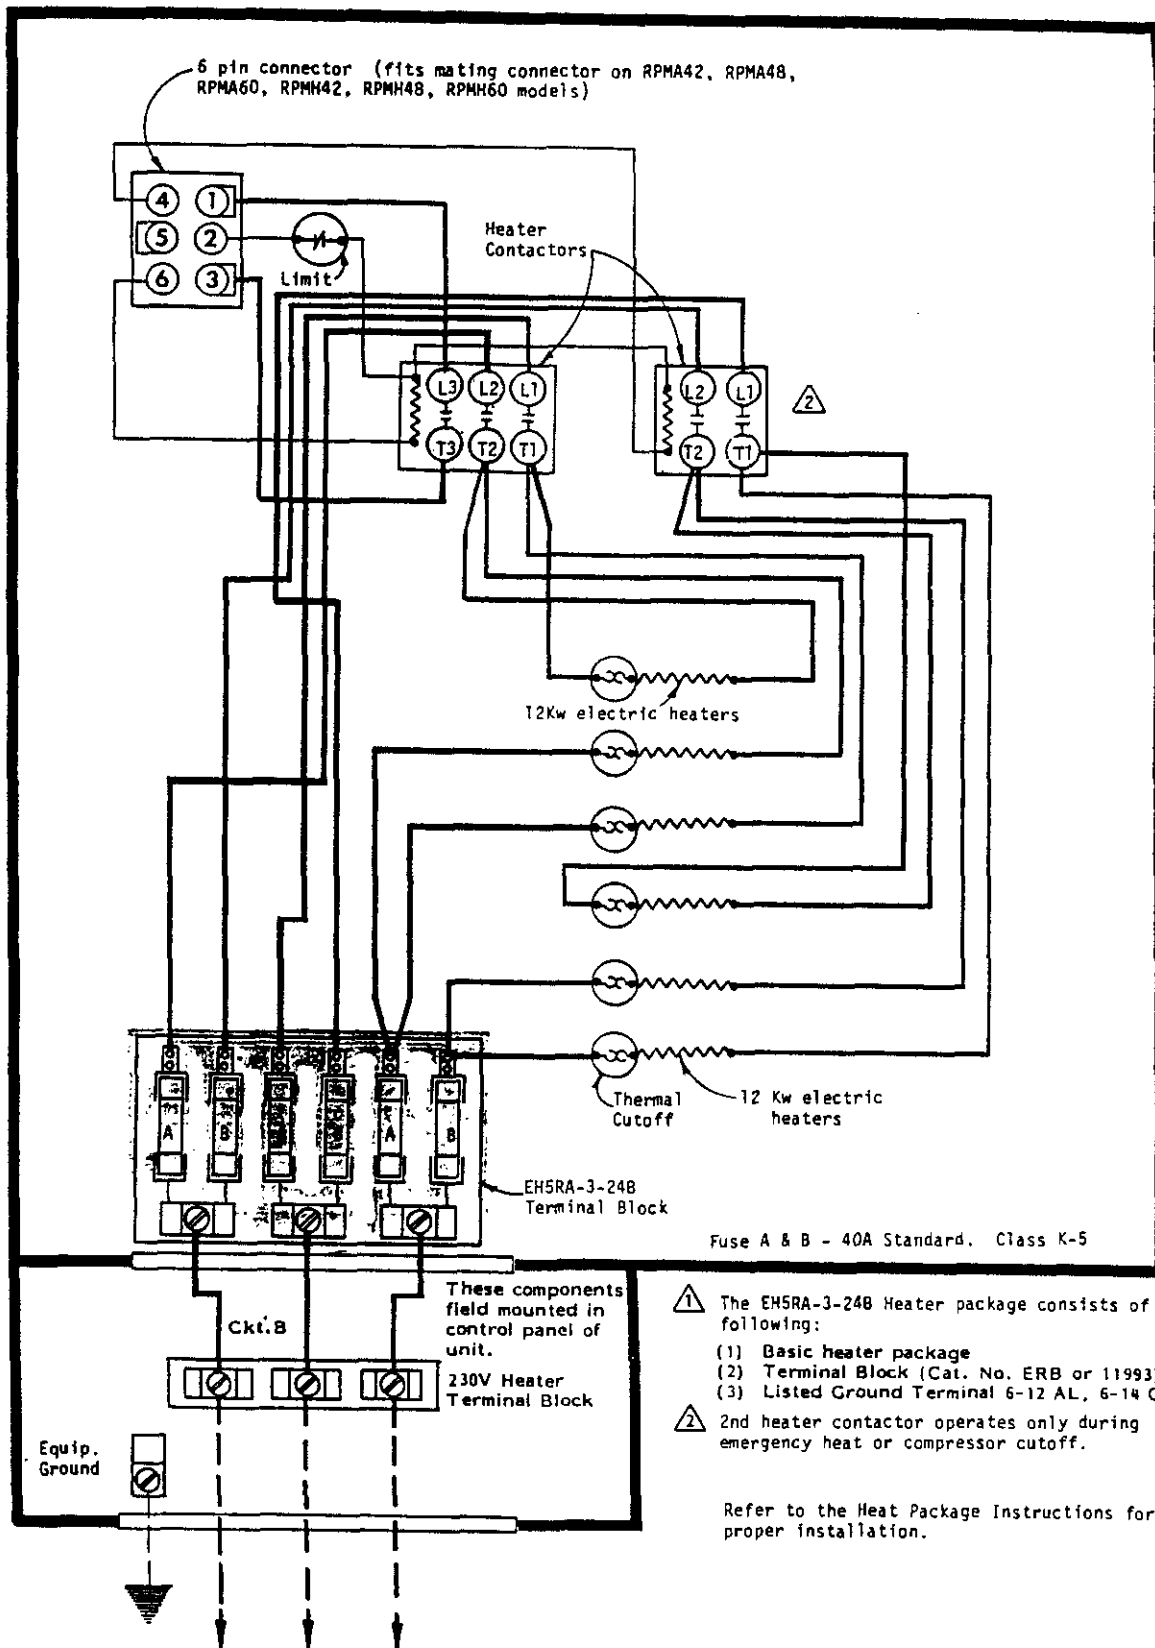 6 pin connector (fits mating connector on RPMA42, RPMA48,
RPMA60, RPMH42, RPMH48, RPMH60 models)
4 1
5 2
6 3
Limit
Heater
Contactors
L3 L2 L1
T3 T2 T1
L2 L1
T2 T1
2
12Kw electric heaters
Thermal
Cutoff
12 Kw electric
heaters
A B A B
EH5RA-3-24B
Terminal Block
Fuse A & B - 40A Standard. Class K-5
These components
field mounted in
control panel of
unit.
Ckt.B
230V Heater
Terminal Block
Equip.
Ground
1 The EH5RA-3-24B Heater package consists of
following:
(1) Basic heater package
(2) Terminal Block (Cat. No. ERB or 11993
(3) Listed Ground Terminal 6-12 AL, 6-14 C
2 2nd heater contactor operates only during
emergency heat or compressor cutoff.
Refer to the Heat Package Instructions for
proper installation.